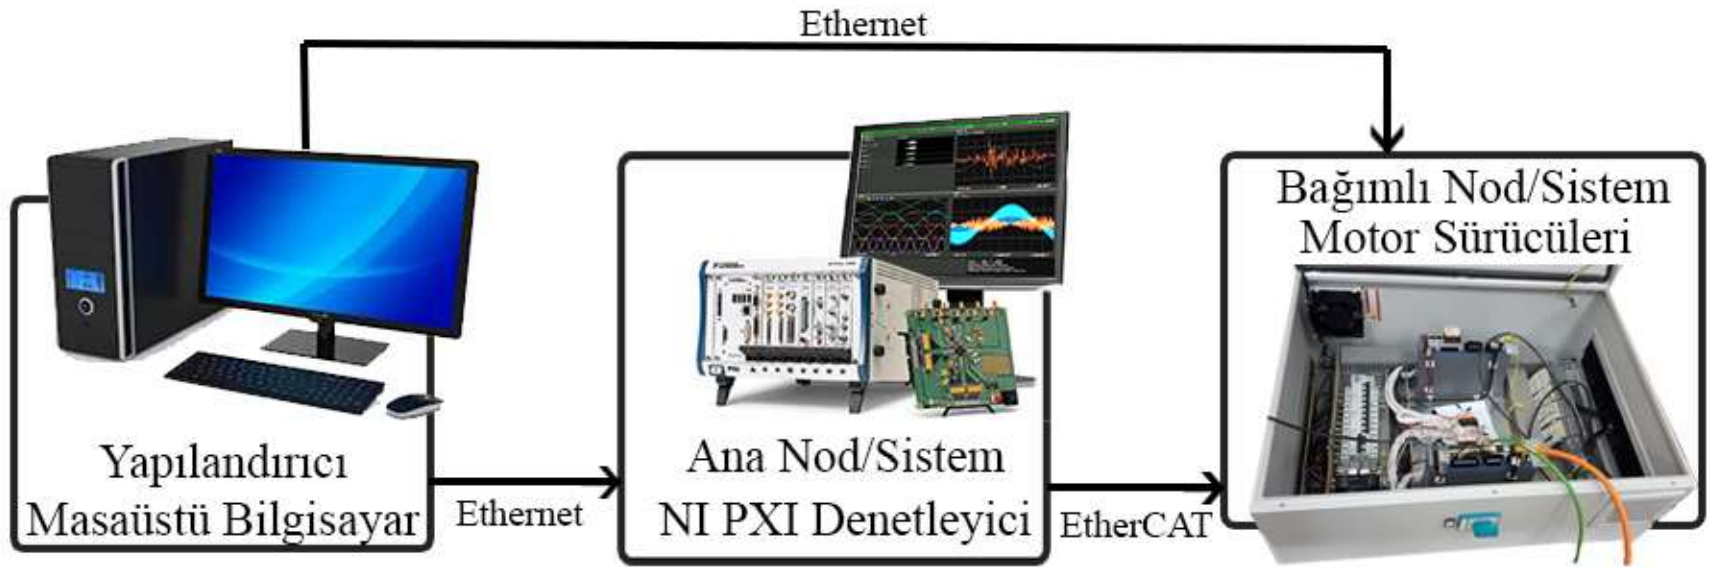 Ethernet
Bağımlı Nod/Sistem
Motor Sürücüleri
Yapılandırıcı
Masaüstü Bilgisayar
Ethernet
Ana Nod/Sistem
NI PXI Denetleyici
EtherCAT